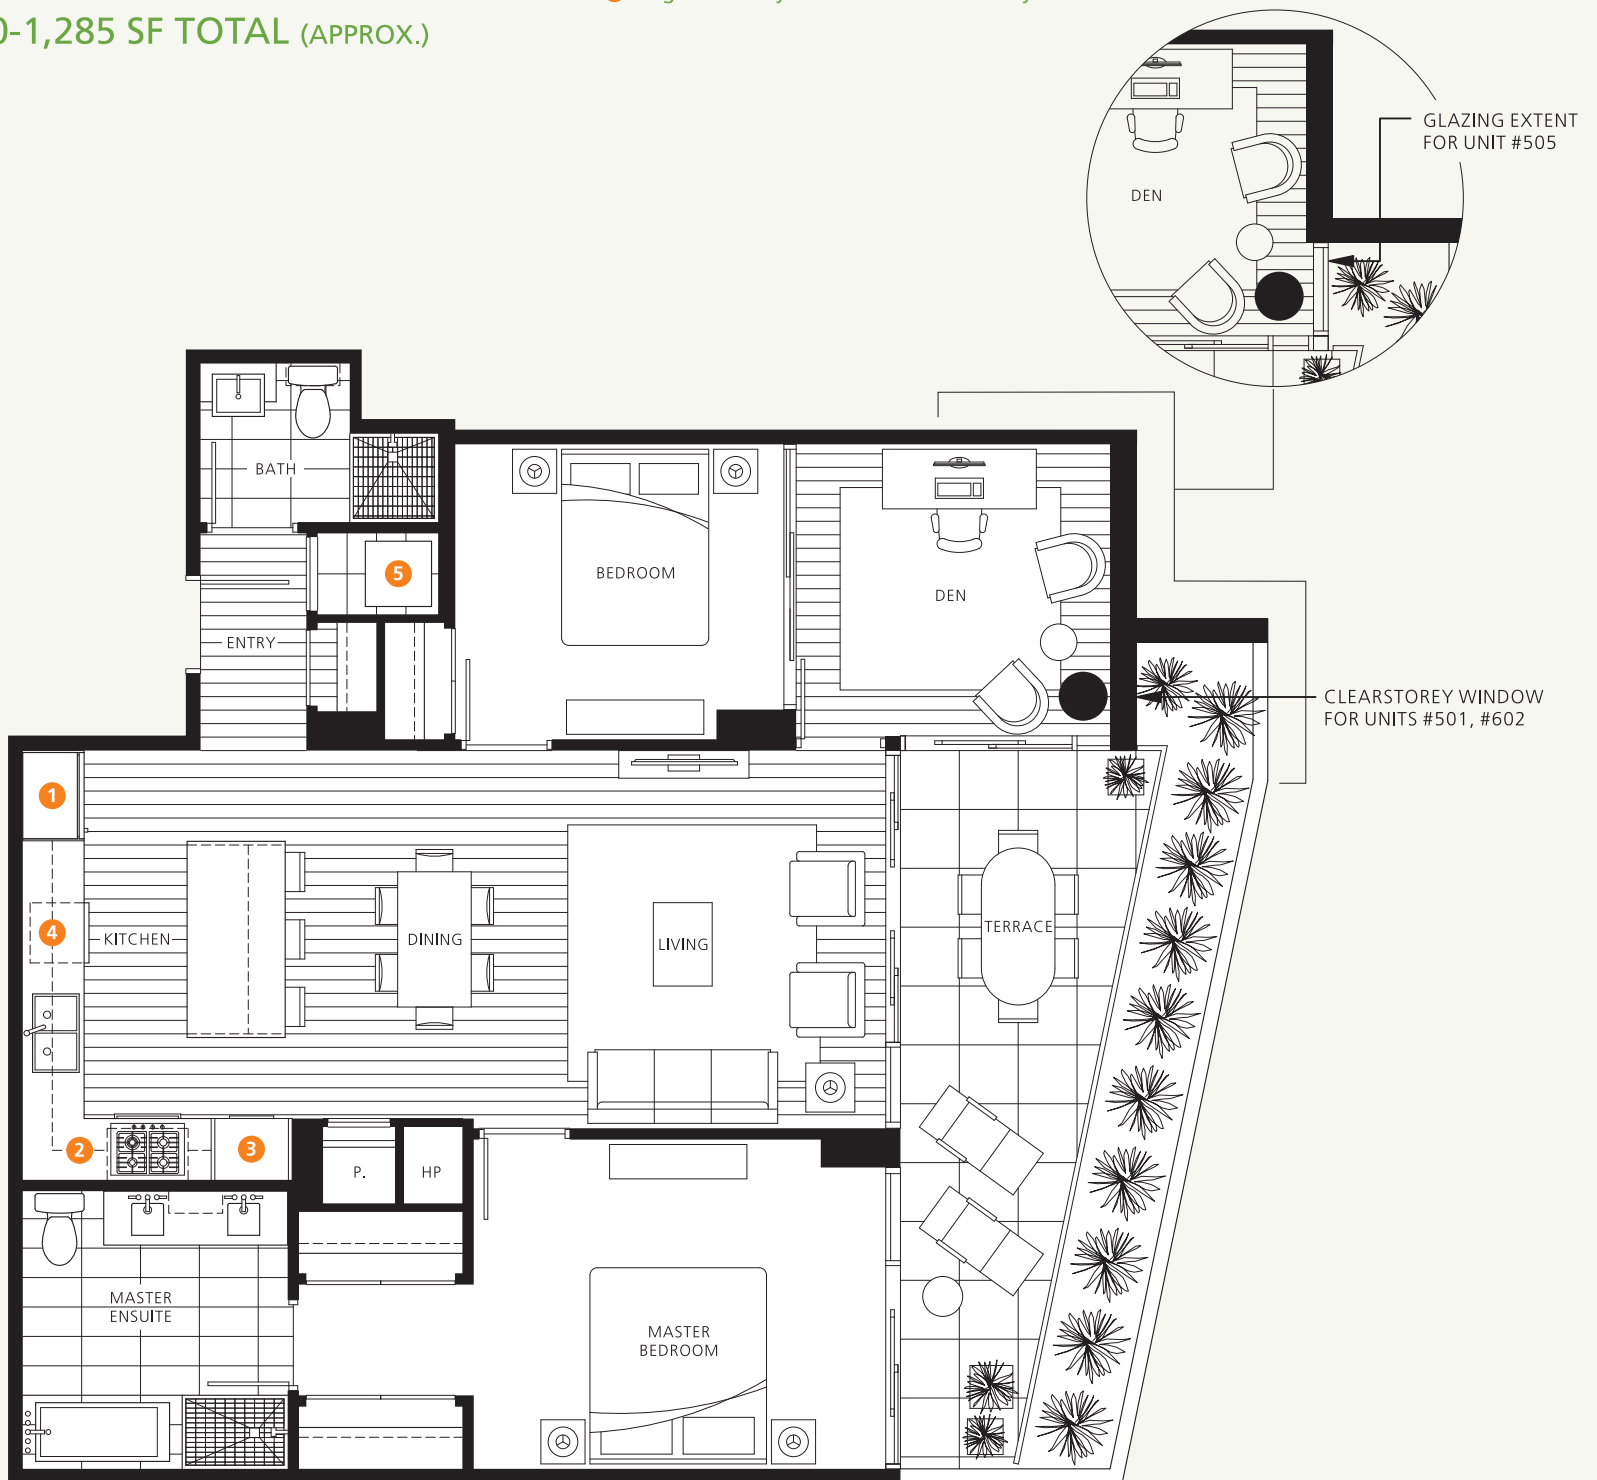 0-1,285 SF TOTAL (APPROX.)
GLAZING EXTENT
FOR UNIT #505
DEN
BATH
5
BEDROOM
DEN
ENTRY
CLEARSTOREY WINDOW
FOR UNITS #501, #602
1
4
KITCHEN
DINING
LIVING
TERRACE
2
3
P.
HP
MASTER
ENSUITE
MASTER
BEDROOM